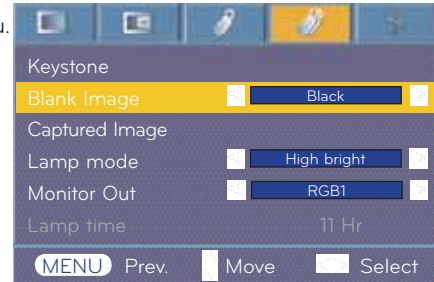 u.
Keystone
Blank Image Black
Captured Image
Lamp mode High bright
Monitor Out RGB1
Lamp time 11 Hr
MENU Prev. Move Select